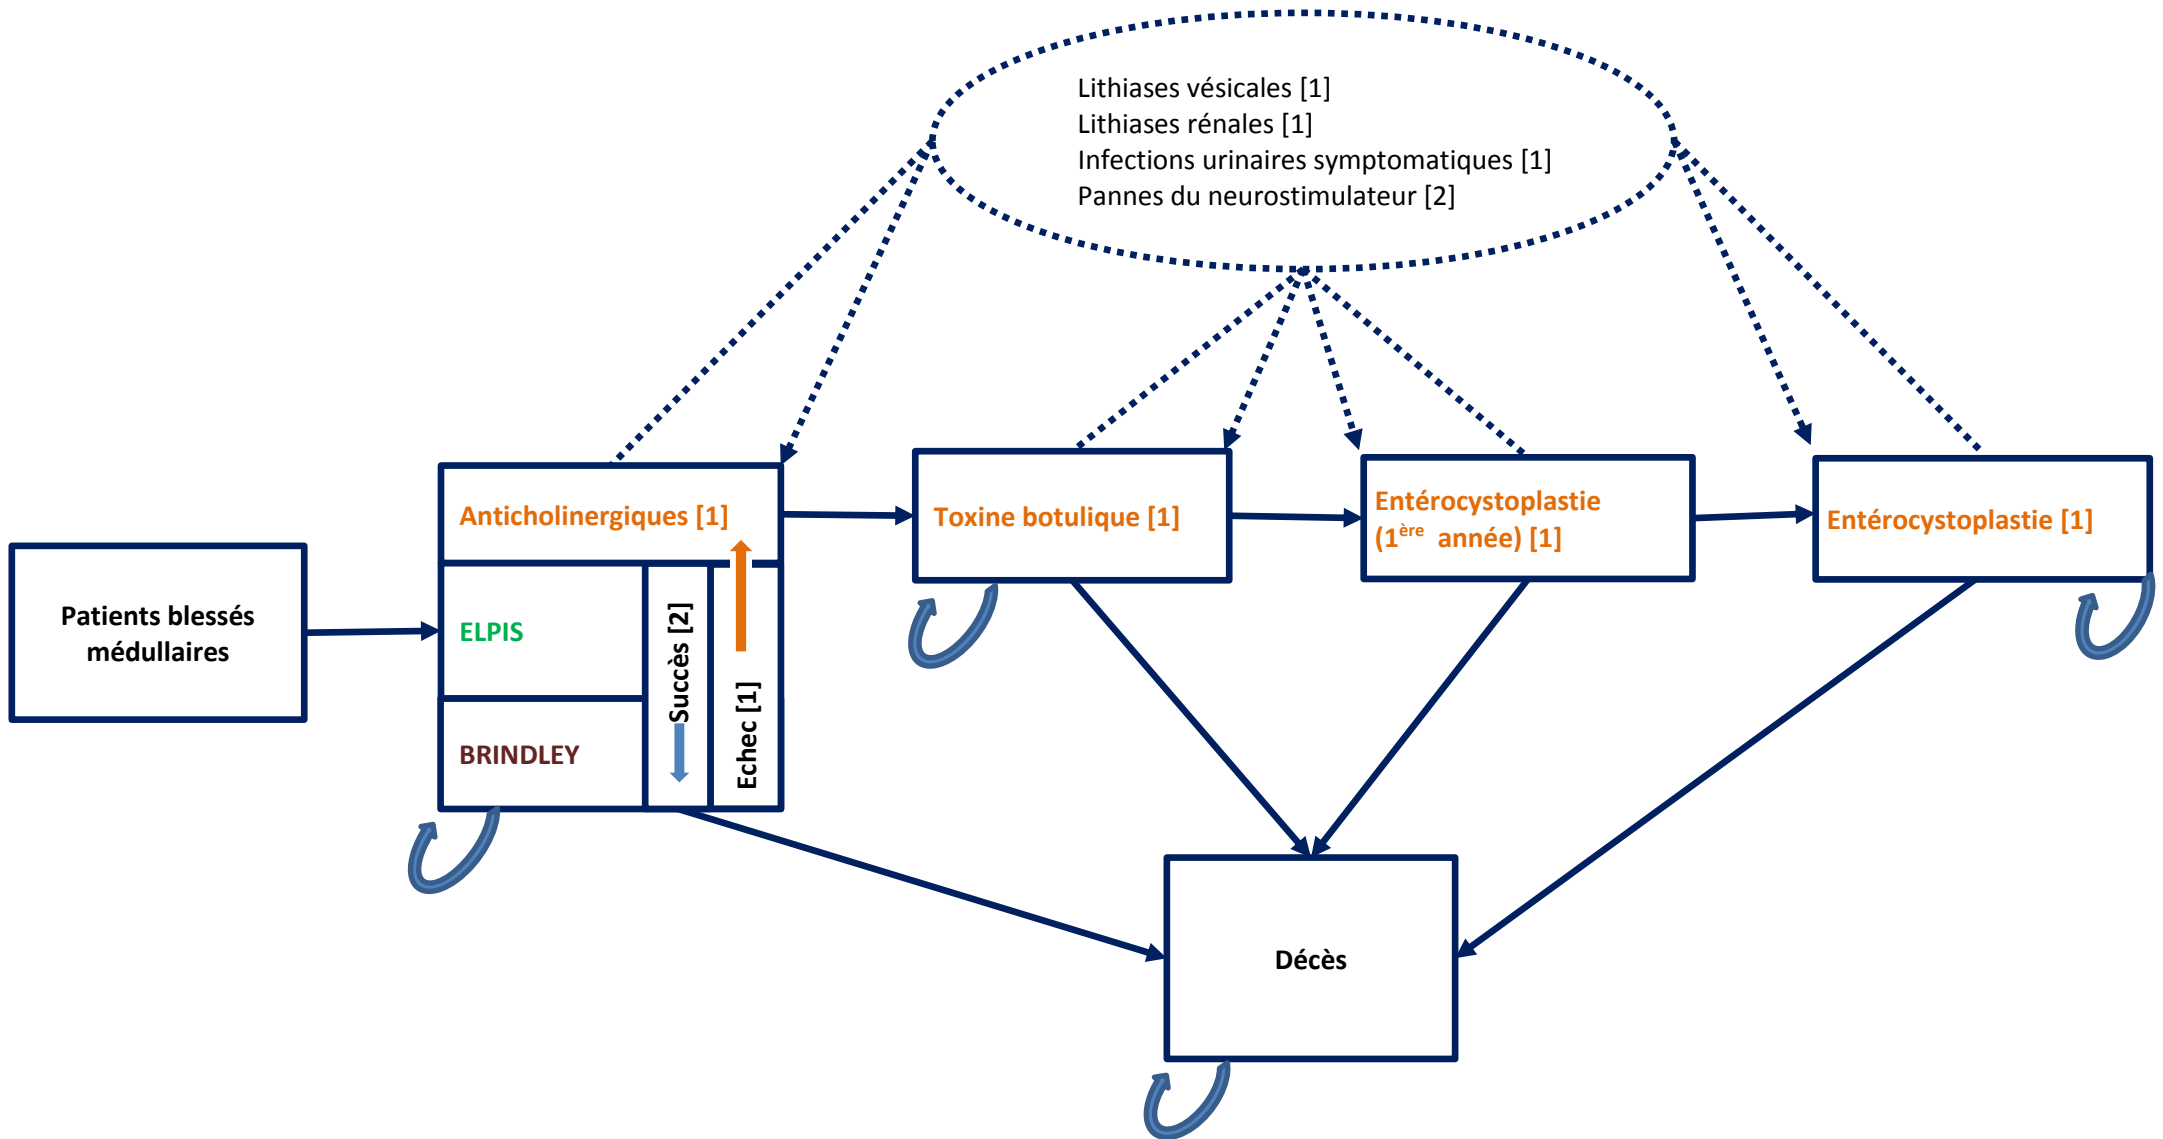 Lithiases vésicales [1]
Lithiases rénales [1]
Infections urinaires symptomatiques [1]
Pannes du neurostimulateur [2]
Patients blessés
médullaires
Anticholinergiques [1]
ELPIS
BRINDLEY
Succès [2]
Echec [1]
Toxine botulique [1]
Entérocystoplastie
(1ère année) [1]
Entérocystoplastie [1]
Décès